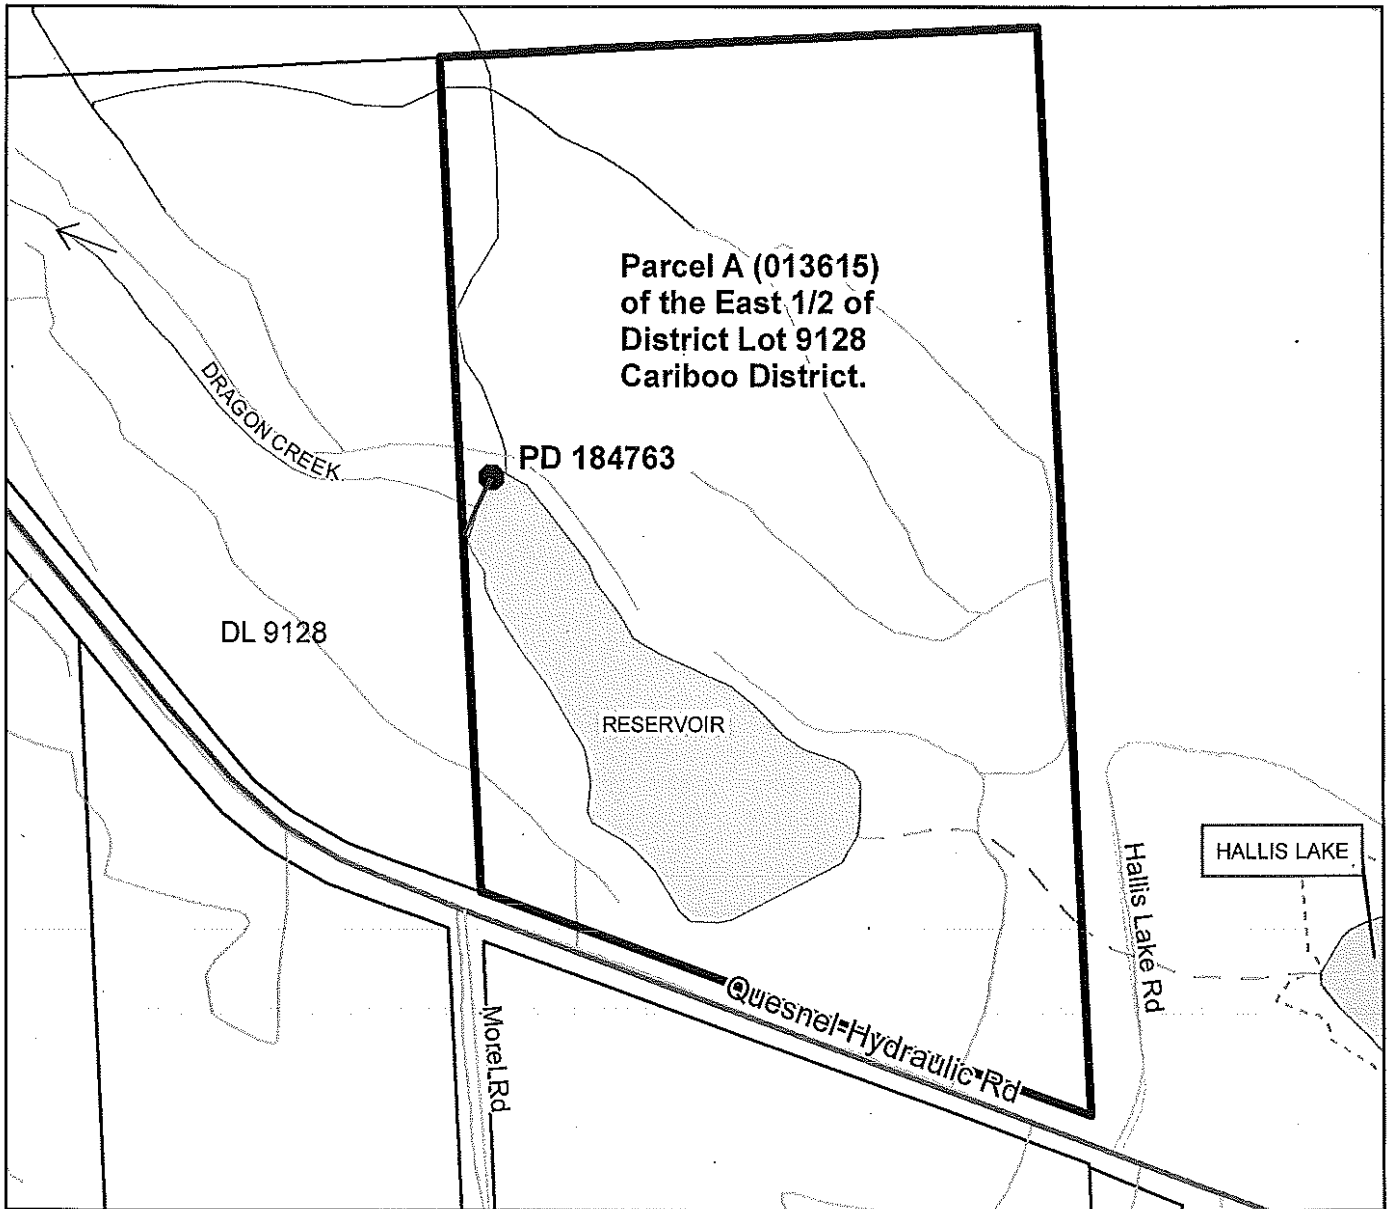 Parcel A (013615)
of the East 1/2 of
District Lot 9128
Cariboo District.
DRAGON CREEK
PD 184763
DL 9128
RESERVOIR
Hallis Lake Rd
HALLIS LAKE
Quesnel-Hydraulic Rd
Morel Rd